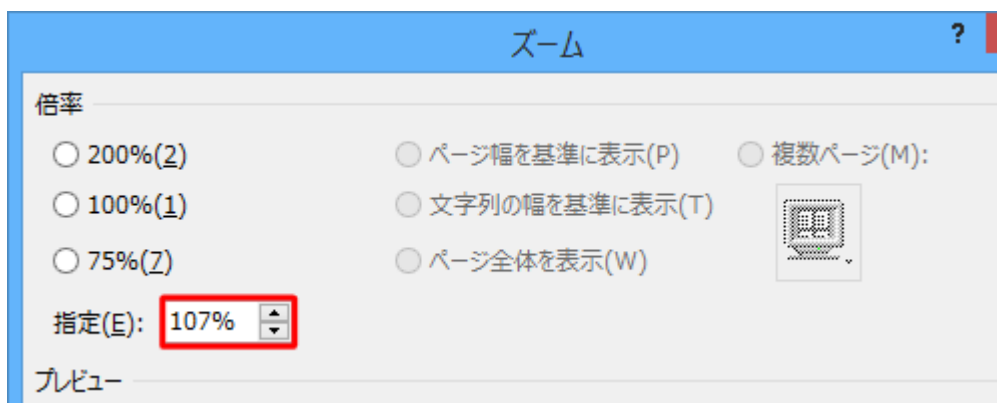 ズーム ?
倍率
200%(2) ページ幅を基準に表示(P) 複数ページ(M):
100%(1) 文字列の幅を基準に表示(T)
75%(7) ページ全体を表示(W)
指定(E): 107%
プレビュー